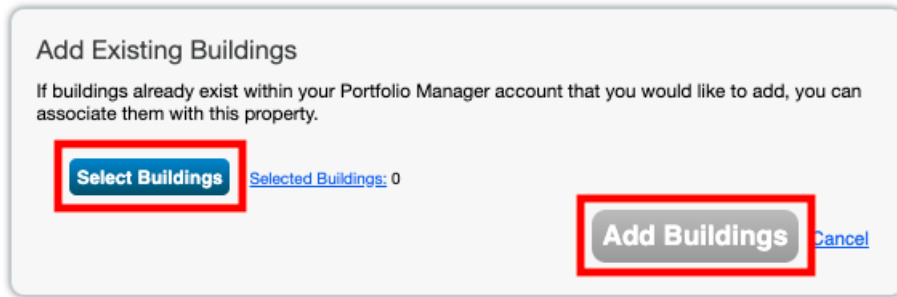 Add Existing Buildings
If buildings already exist within your Portfolio Manager account that you would like to add, you can
associate them with this property.
Select Buildings Selected Buildings: 0
Add Buildings Cancel